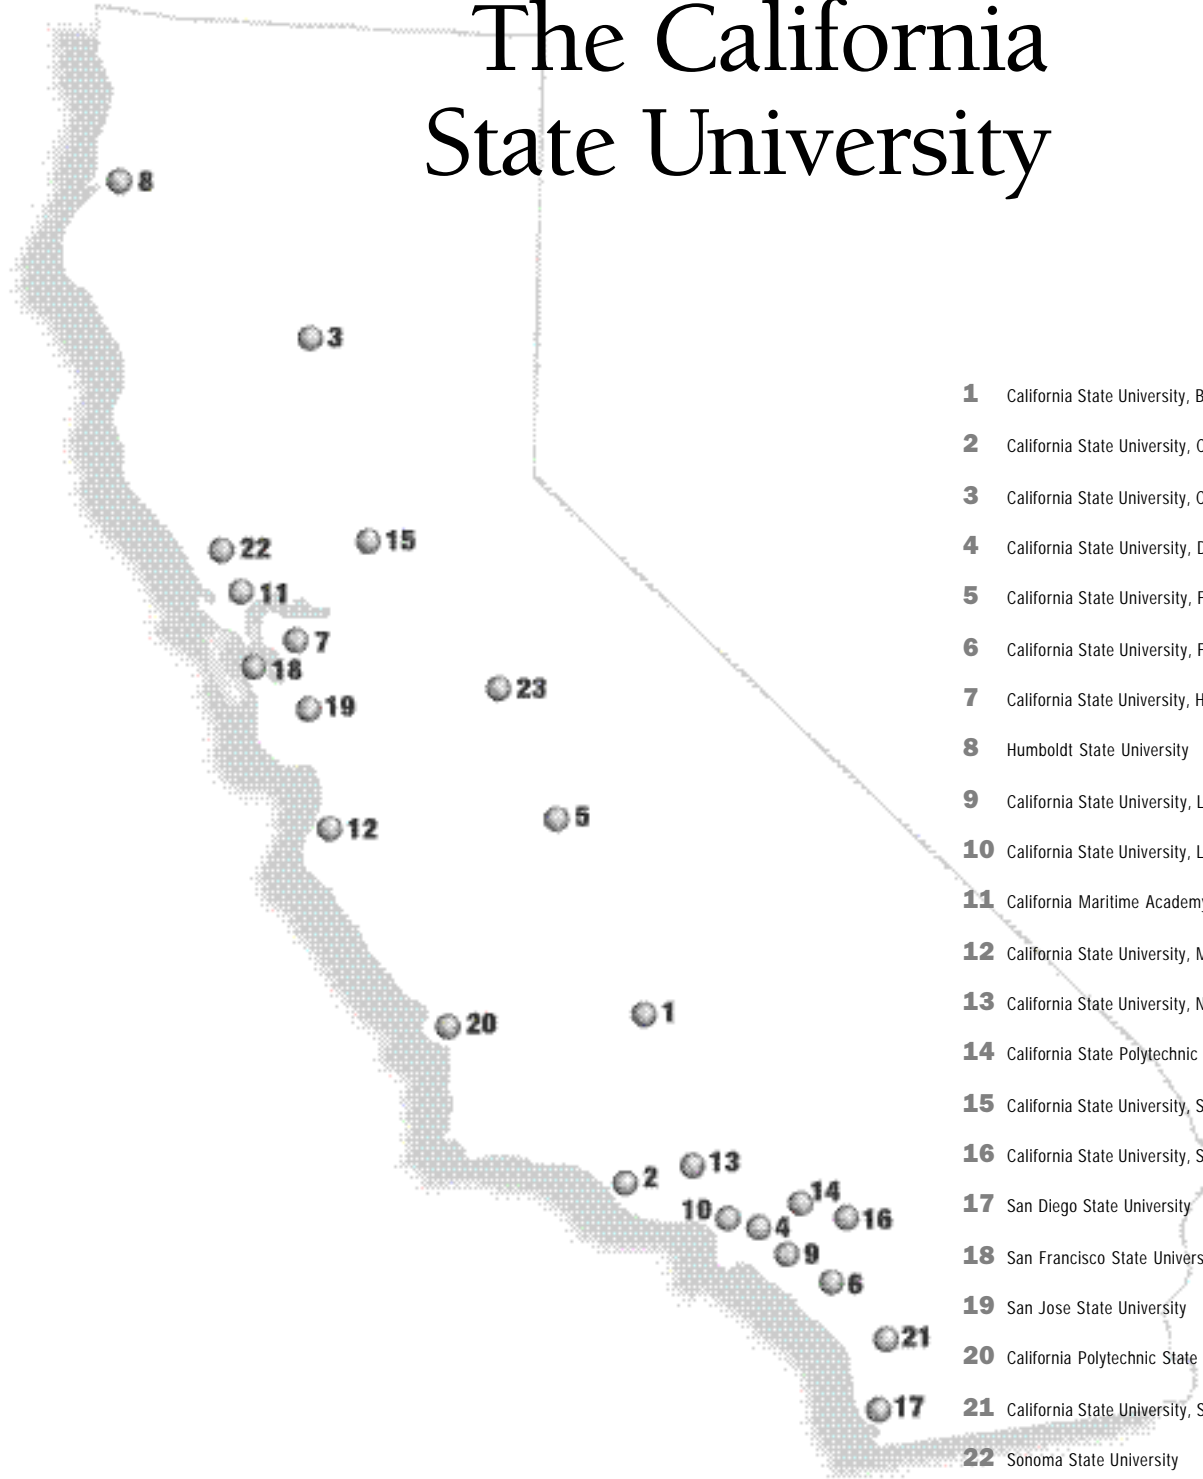 The California
State University
8
3
22
15
11
7
18
23
19
12
5
20
1
2
13
10
4
14
16
9
6
21
17
1 California State University, B
2 California State University, C
3 California State University, C
4 California State University, D
5 California State University, F
6 California State University, F
7 California State University, H
8 Humboldt State University
9 California State University, L
10 California State University, L
11 California Maritime Academy
12 California State University, M
13 California State University, N
14 California State Polytechnic
15 California State University, S
16 California State University, S
17 San Diego State University
18 San Francisco State Univers
19 San Jose State University
20 California Polytechnic State
21 California State University, S
22 Sonoma State University